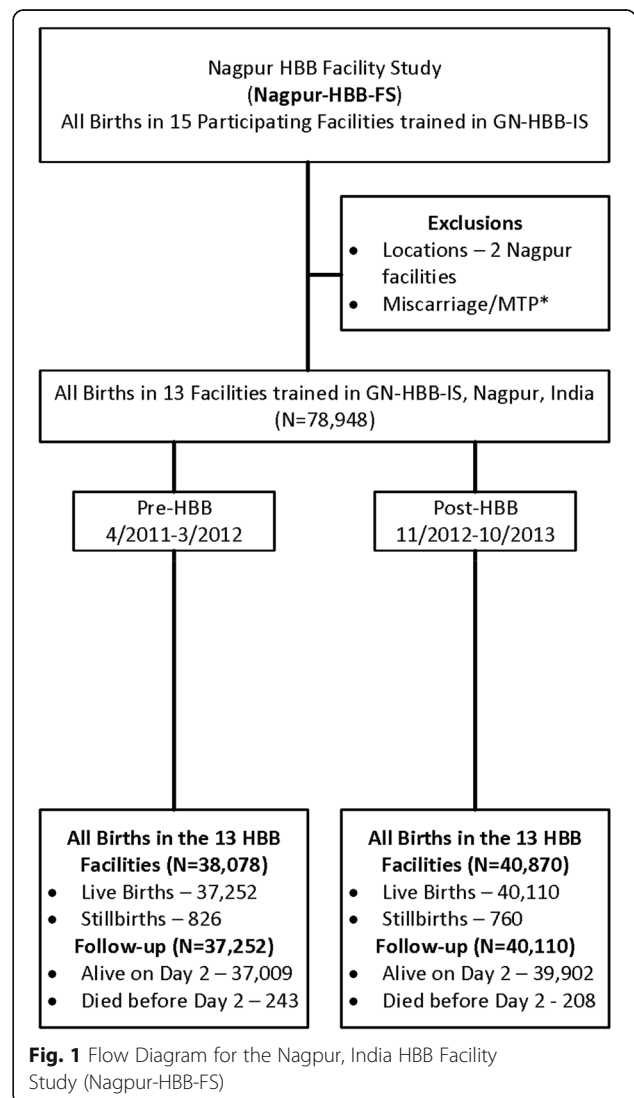 Nagpur HBB Facility Study
(Nagpur-HBB-FS)
All Births in 15 Participating Facilities trained in GN-HBB-IS
Exclusions
• Locations – 2 Nagpur
facilities
• Miscarriage/MTP*
All Births in 13 Facilities trained in GN-HBB-IS, Nagpur, India
(N=78,948)
Pre-HBB
4/2011-3/2012
Post-HBB
11/2012-10/2013
All Births in the 13 HBB
Facilities (N=38,078)
• Live Births – 37,252
• Stillbirths – 826
Follow-up (N=37,252)
• Alive on Day 2 – 37,009
• Died before Day 2 – 243
All Births in the 13 HBB
Facilities (N=40,870)
• Live Births – 40,110
• Stillbirths – 760
Follow-up (N=40,110)
• Alive on Day 2 – 39,902
• Died before Day 2 - 208
Fig. 1 Flow Diagram for the Nagpur, India HBB Facility
Study (Nagpur-HBB-FS)